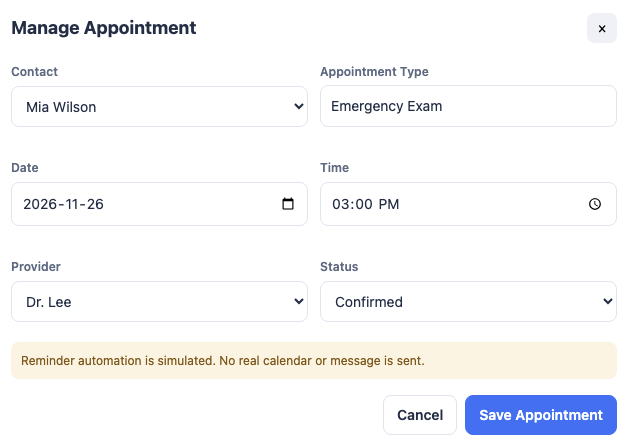 Manage Appointment
×
Contact
Appointment Type
Mia Wilson
Emergency Exam
Date
Time
2026-11-26
03:00 PM
Provider
Status
Dr. Lee
Confirmed
Reminder automation is simulated. No real calendar or message is sent.
Cancel
Save Appointment